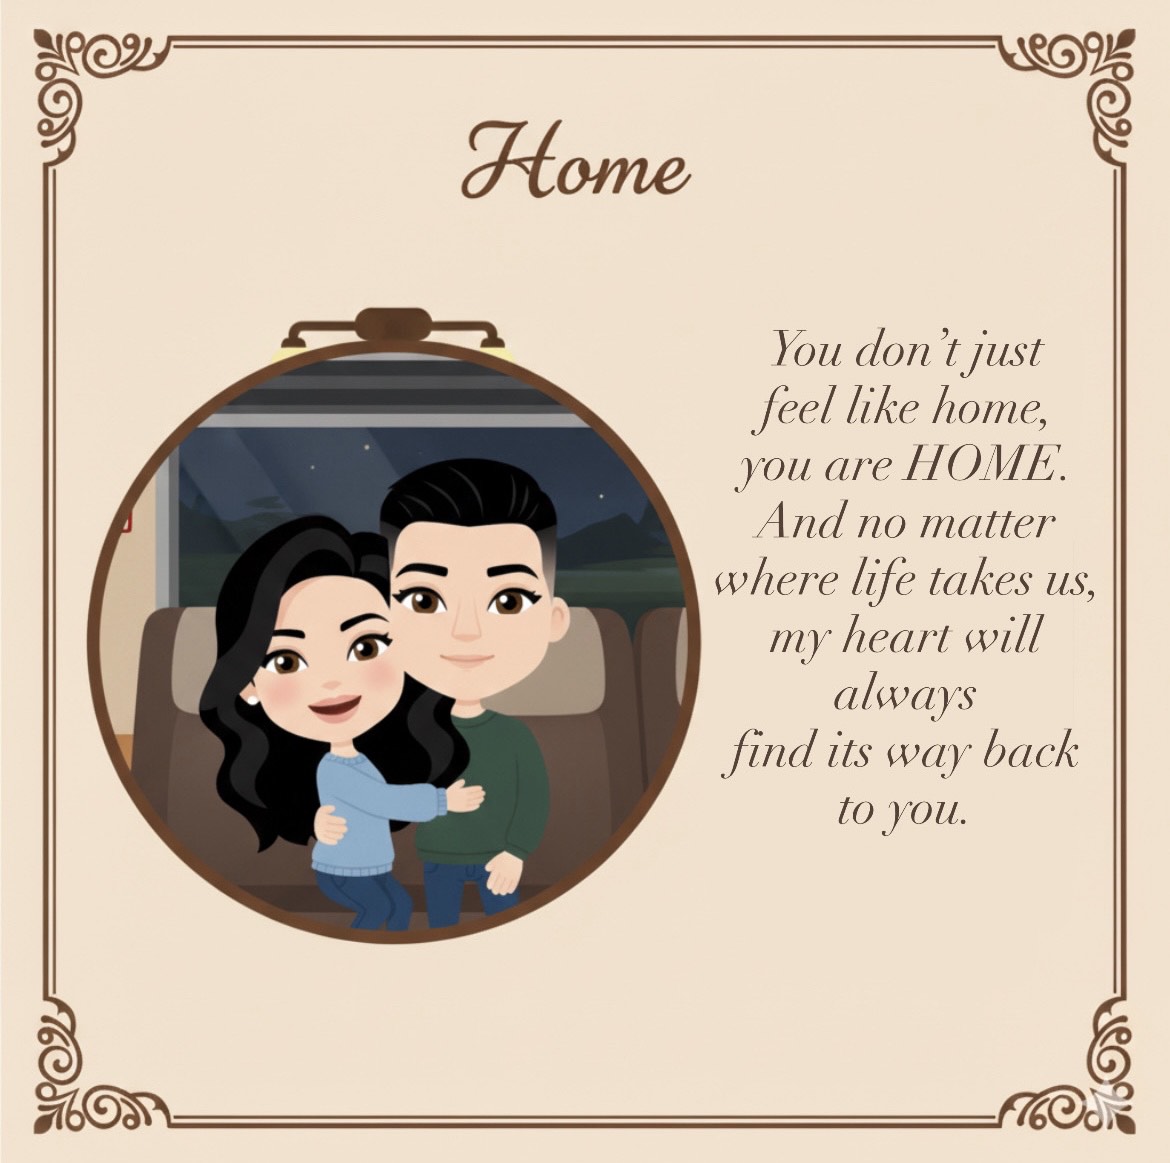 Home
You don’t just
feel like home,
you are HOME.
And no matter
where life takes us,
my heart will
always
find its way back
to you.